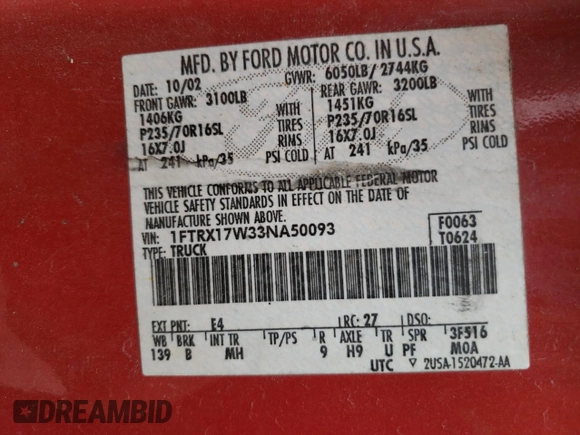 MFD. BY FORD MOTOR CO. IN U.S.A.
DATE: 10/02 GVWR: 6050LB/ 2744KG
FRONT GAWR: 3100LB REAR GAWR: 3200LB
1406KG WITH 1451KG WITH
P235/70R16SL TIRES P235/70R16SL TIRES
16X7.0J RIMS 16X7.0J RIMS
AT 241 kPa/35 PSI COLD AT 241 kPa/35 PSI COLD
THIS VEHICLE CONFORMS TO ALL APPLICABLE FEDERAL MOTOR
VEHICLE SAFETY STANDARDS IN EFFECT ON THE DATE OF
MANUFACTURE SHOWN ABOVE.
VIN: 1FTRX17W33NA50093 F0063
TYPE: TRUCK T0624
EXT PNT: E4 RC: 27 DSO:
WB BRK INT TR TP/PS R AXLE TR SPR 3F516
139 B MH 9 H9 U PF M0A
UTC ▽ 2U5A-1520472-AA
DREAMBID